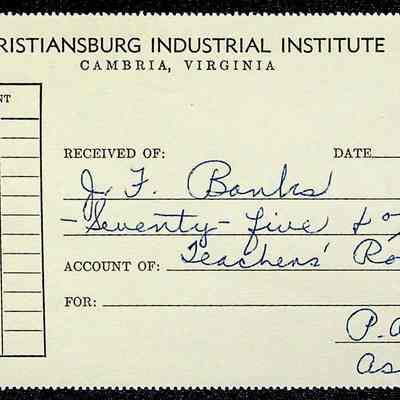 RISTIANSBURG INDUSTRIAL INSTITUTE
CAMBRIA, VIRGINIA
NT
RECEIVED OF: DATE
J. F. Banks
-Seventy-five &
ACCOUNT OF: Teachers' Ro
FOR:
P.A
As